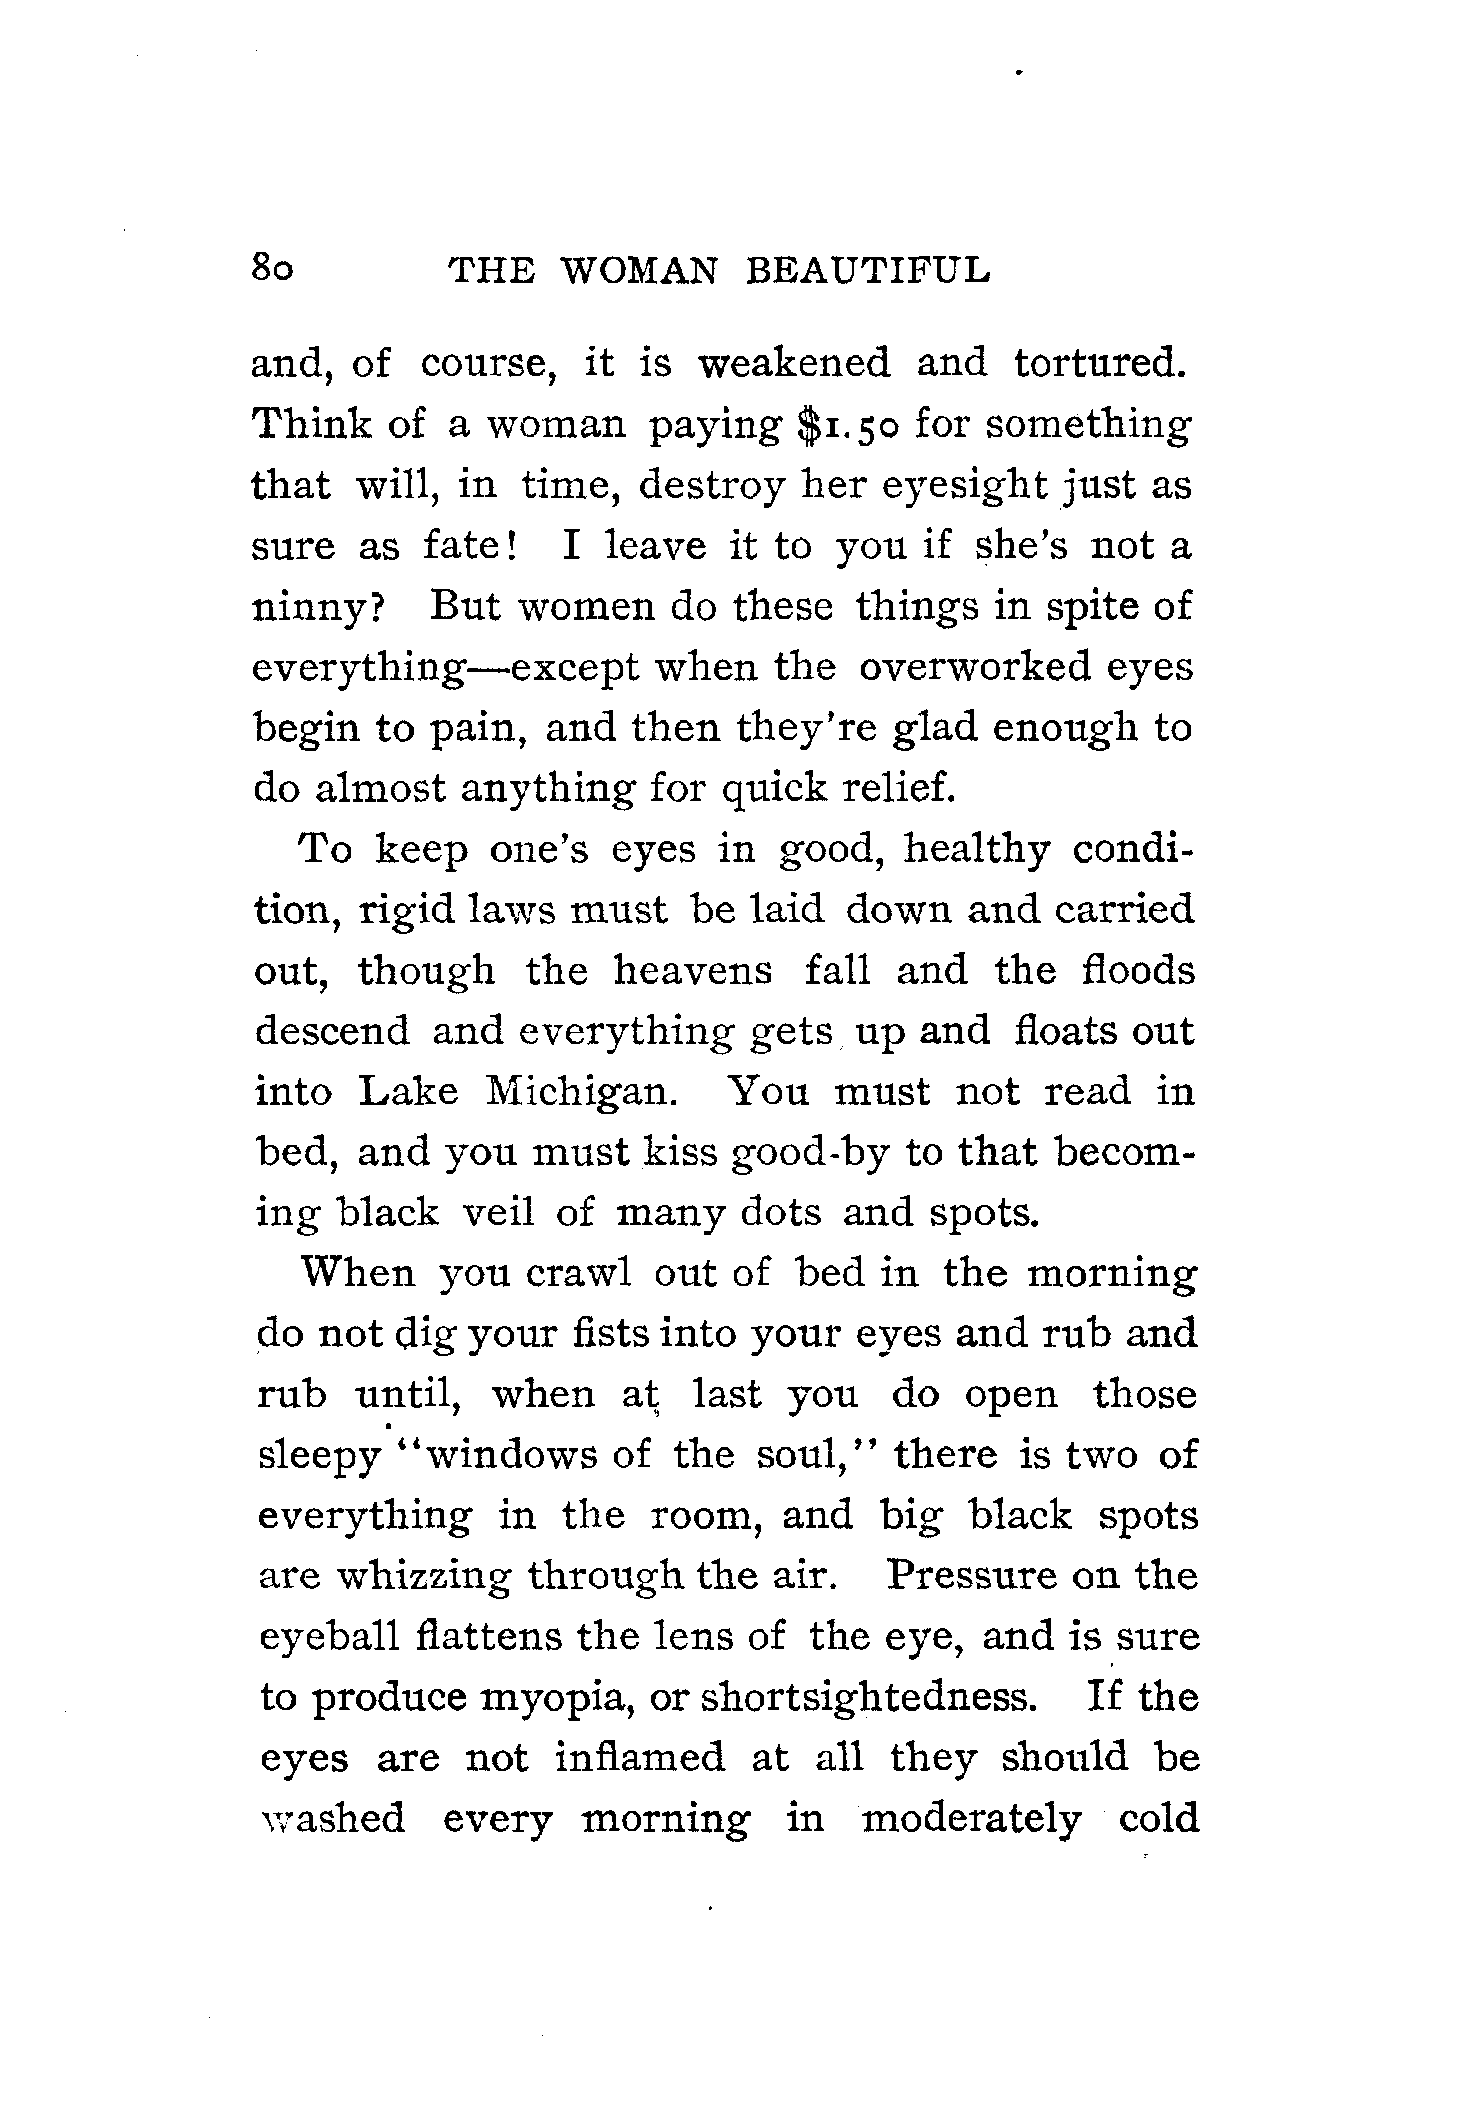 80 THE WOMAN BEAUTIFUL
and, of course, it is weakened and tortured.
Think of a woman paying $1.50 for something
that will, in time, destroy her eyesight just as
sure as fate! I leave it to you if she's not a
ninny? But women do these things in spite of
everything—except when the overworked eyes
begin to pain, and then they're glad enough to
do almost anything for quick relief.
To keep one's eyes in good, healthy condi-
tion, rigid laws must be laid down and carried
out, though the heavens fall and the floods
descend and everything gets up and floats out
into Lake Michigan. You must not read in
bed, and you must kiss good-by to that becom-
ing black veil of many dots and spots.
When you crawl out of bed in the morning
do not dig your fists into your eyes and rub and
rub until, when at last you do open those
sleepy "windows of the soul," there is two of
everything in the room, and big black spots
are whizzing through the air. Pressure on the
eyeball flattens the lens of the eye, and is sure
to produce myopia, or shortsightedness. If the
eyes are not inflamed at all they should be
washed every morning in moderately cold